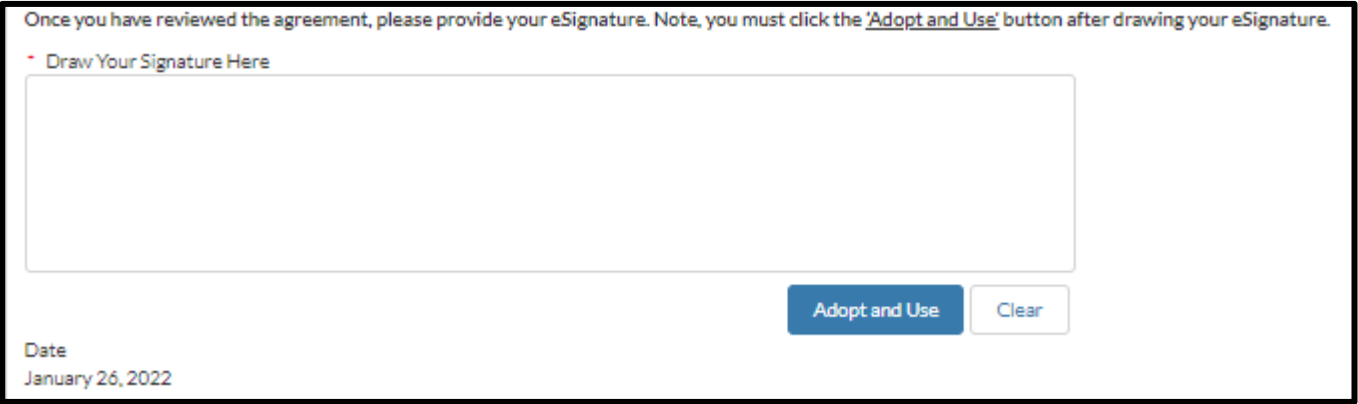 Once you have reviewed the agreement, please provide your eSignature. Note, you must click the 'Adopt and Use' button after drawing your eSignature.
* Draw Your Signature Here
Adopt and Use Clear
Date
January 26, 2022